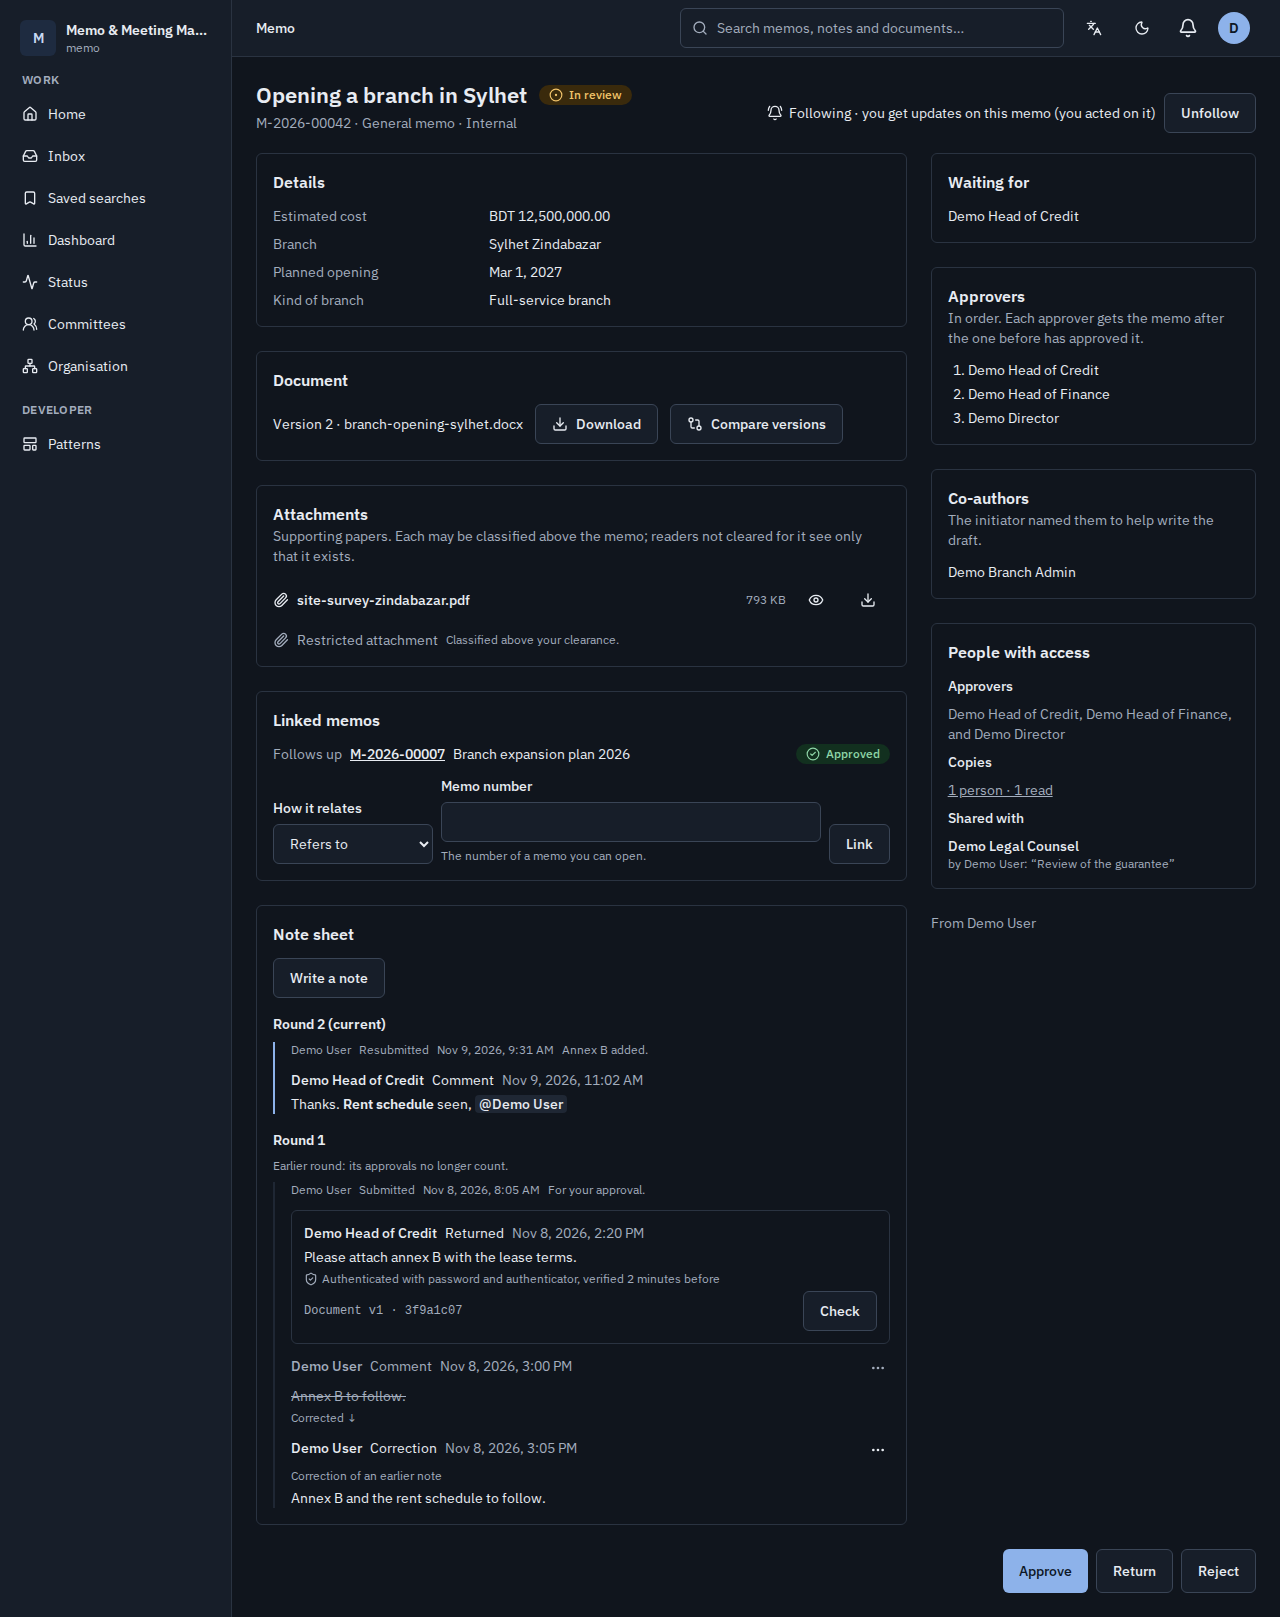 M
Memo & Meeting Ma...
memo
WORK
Home
Inbox
Saved searches
Dashboard
Status
Committees
Organisation
DEVELOPER
Patterns
Memo
Search memos, notes and documents...
D
Opening a branch in Sylhet
In review
M-2026-00042 · General memo · Internal
Following · you get updates on this memo (you acted on it)
Unfollow
Details
Estimated cost BDT 12,500,000.00
Branch Sylhet Zindabazar
Planned opening Mar 1, 2027
Kind of branch Full-service branch
Document
Version 2 · branch-opening-sylhet.docx
Download
Compare versions
Attachments
Supporting papers. Each may be classified above the memo; readers not cleared for it see only
that it exists.
site-survey-zindabazar.pdf 793 KB
Restricted attachment Classified above your clearance.
Linked memos
Follows up M-2026-00007 Branch expansion plan 2026 Approved
How it relates
Refers to
Memo number
The number of a memo you can open.
Link
Note sheet
Write a note
Round 2 (current)
Demo User Resubmitted Nov 9, 2026, 9:31 AM Annex B added.
Demo Head of Credit Comment Nov 9, 2026, 11:02 AM
Thanks. Rent schedule seen, @Demo User
Round 1
Earlier round: its approvals no longer count.
Demo User Submitted Nov 8, 2026, 8:05 AM For your approval.
Demo Head of Credit Returned Nov 8, 2026, 2:20 PM
Please attach annex B with the lease terms.
Authenticated with password and authenticator, verified 2 minutes before
Document v1 · 3f9a1c07
Check
Demo User Comment Nov 8, 2026, 3:00 PM
Annex B to follow.
Corrected ↓
Demo User Correction Nov 8, 2026, 3:05 PM
Correction of an earlier note
Annex B and the rent schedule to follow.
Waiting for
Demo Head of Credit
Approvers
In order. Each approver gets the memo after
the one before has approved it.
1. Demo Head of Credit
2. Demo Head of Finance
3. Demo Director
Co-authors
The initiator named them to help write the
draft.
Demo Branch Admin
People with access
Approvers
Demo Head of Credit, Demo Head of Finance,
and Demo Director
Copies
1 person · 1 read
Shared with
Demo Legal Counsel
by Demo User: “Review of the guarantee”
From Demo User
Approve
Return
Reject